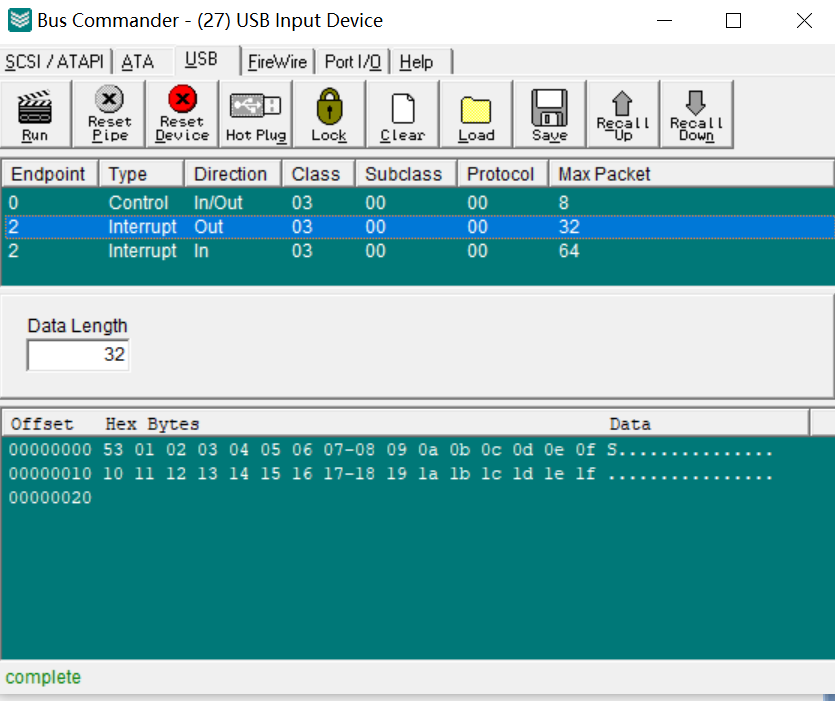 Bus Commander - (27) USB Input Device
SCSI / ATAPI ATA USB FireWire Port I/O Help
Run Reset Pipe Reset Device Hot Plug Lock Clear Load Save Recall Up Recall Down
Endpoint Type Direction Class Subclass Protocol Max Packet
0 Control In/Out 03 00 00 8
2 Interrupt Out 03 00 00 32
2 Interrupt In 03 00 00 64
Data Length
32
Offset Hex Bytes Data
00000000 53 01 02 03 04 05 06 07-08 09 0a 0b 0c 0d 0e 0f S...............
00000010 10 11 12 13 14 15 16 17-18 19 1a 1b 1c 1d 1e 1f ................
00000020
complete